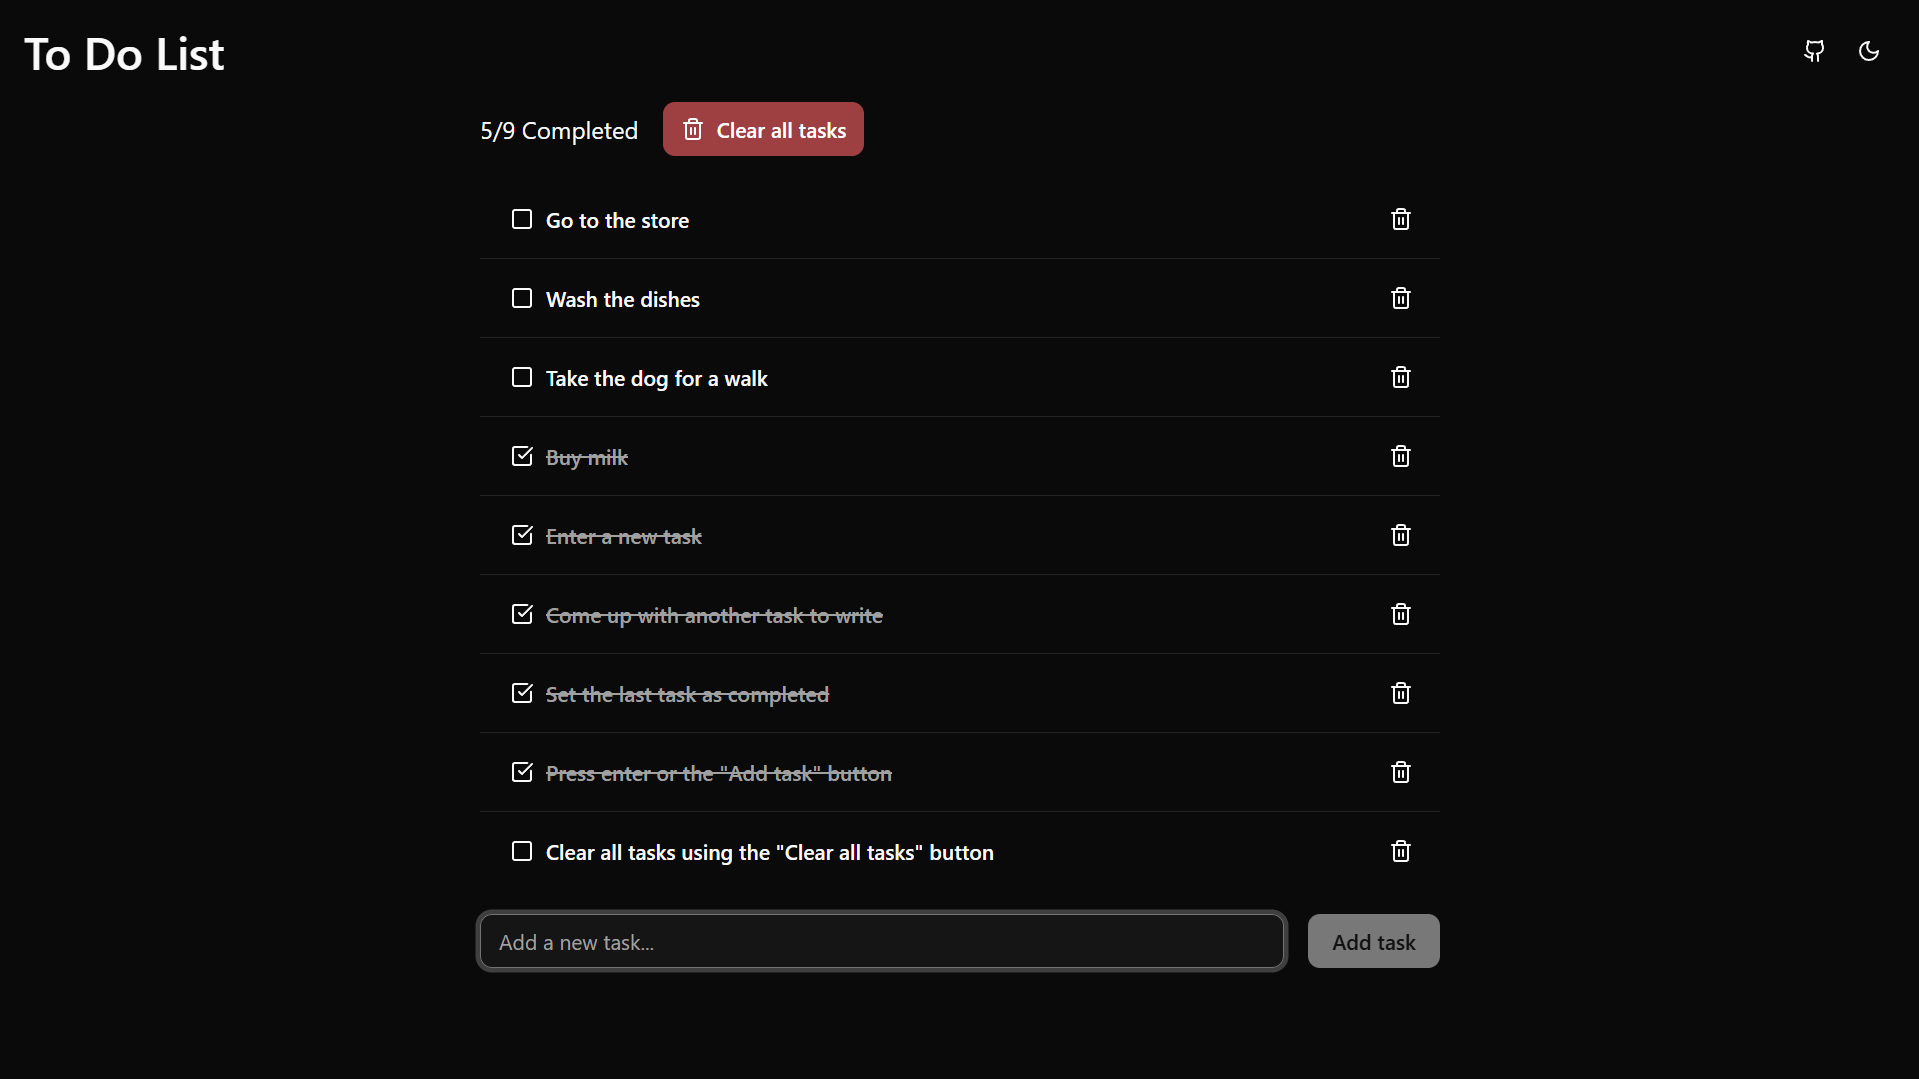 To Do List
5/9 Completed
Clear all tasks
Go to the store
Wash the dishes
Take the dog for a walk
Buy milk
Enter a new task
Come up with another task to write
Set the last task as completed
Press enter or the "Add task" button
Clear all tasks using the "Clear all tasks" button
Add a new task...
Add task